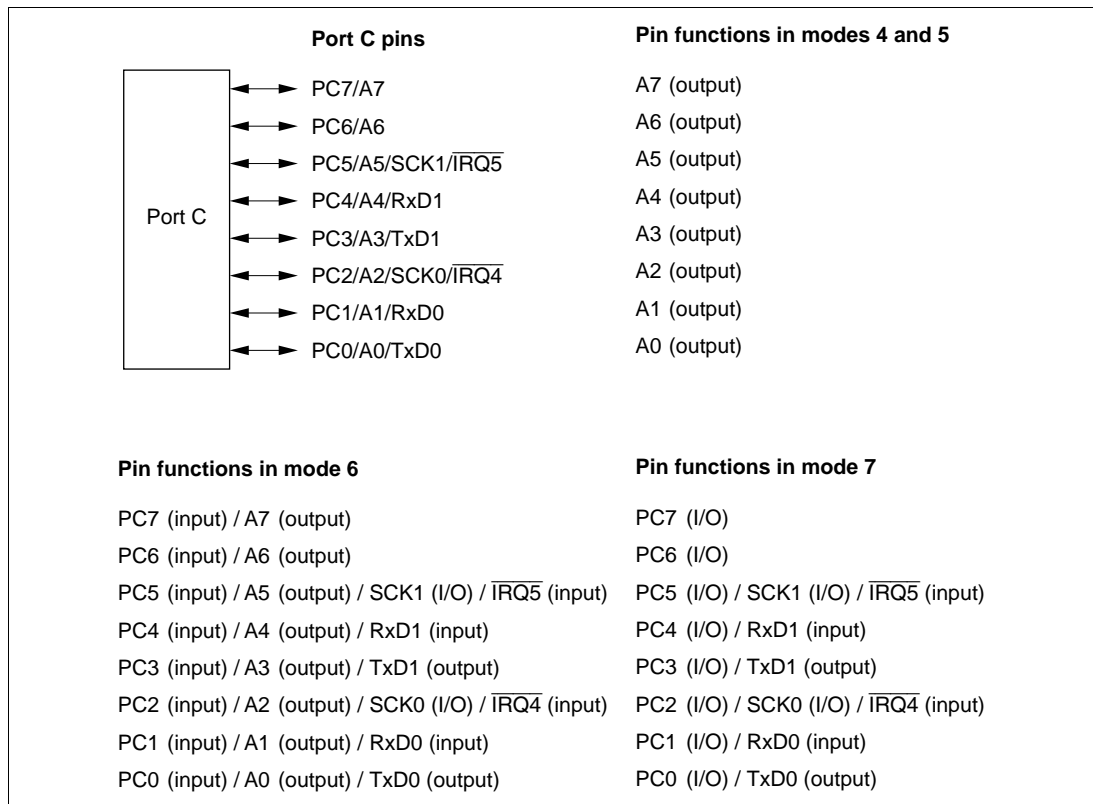 Port C pins
Pin functions in modes 4 and 5
Port C
PC7/A7
A7 (output)
PC6/A6
A6 (output)
PC5/A5/SCK1/I̅R̅Q̅5̅
A5 (output)
PC4/A4/RxD1
A4 (output)
PC3/A3/TxD1
A3 (output)
PC2/A2/SCK0/I̅R̅Q̅4̅
A2 (output)
PC1/A1/RxD0
A1 (output)
PC0/A0/TxD0
A0 (output)
Pin functions in mode 6
PC7 (input) / A7 (output)
PC6 (input) / A6 (output)
PC5 (input) / A5 (output) / SCK1 (I/O) / I̅R̅Q̅5̅ (input)
PC4 (input) / A4 (output) / RxD1 (input)
PC3 (input) / A3 (output) / TxD1 (output)
PC2 (input) / A2 (output) / SCK0 (I/O) / I̅R̅Q̅4̅ (input)
PC1 (input) / A1 (output) / RxD0 (input)
PC0 (input) / A0 (output) / TxD0 (output)
Pin functions in mode 7
PC7 (I/O)
PC6 (I/O)
PC5 (I/O) / SCK1 (I/O) / I̅R̅Q̅5̅ (input)
PC4 (I/O) / RxD1 (input)
PC3 (I/O) / TxD1 (output)
PC2 (I/O) / SCK0 (I/O) / I̅R̅Q̅4̅ (input)
PC1 (I/O) / RxD0 (input)
PC0 (I/O) / TxD0 (output)